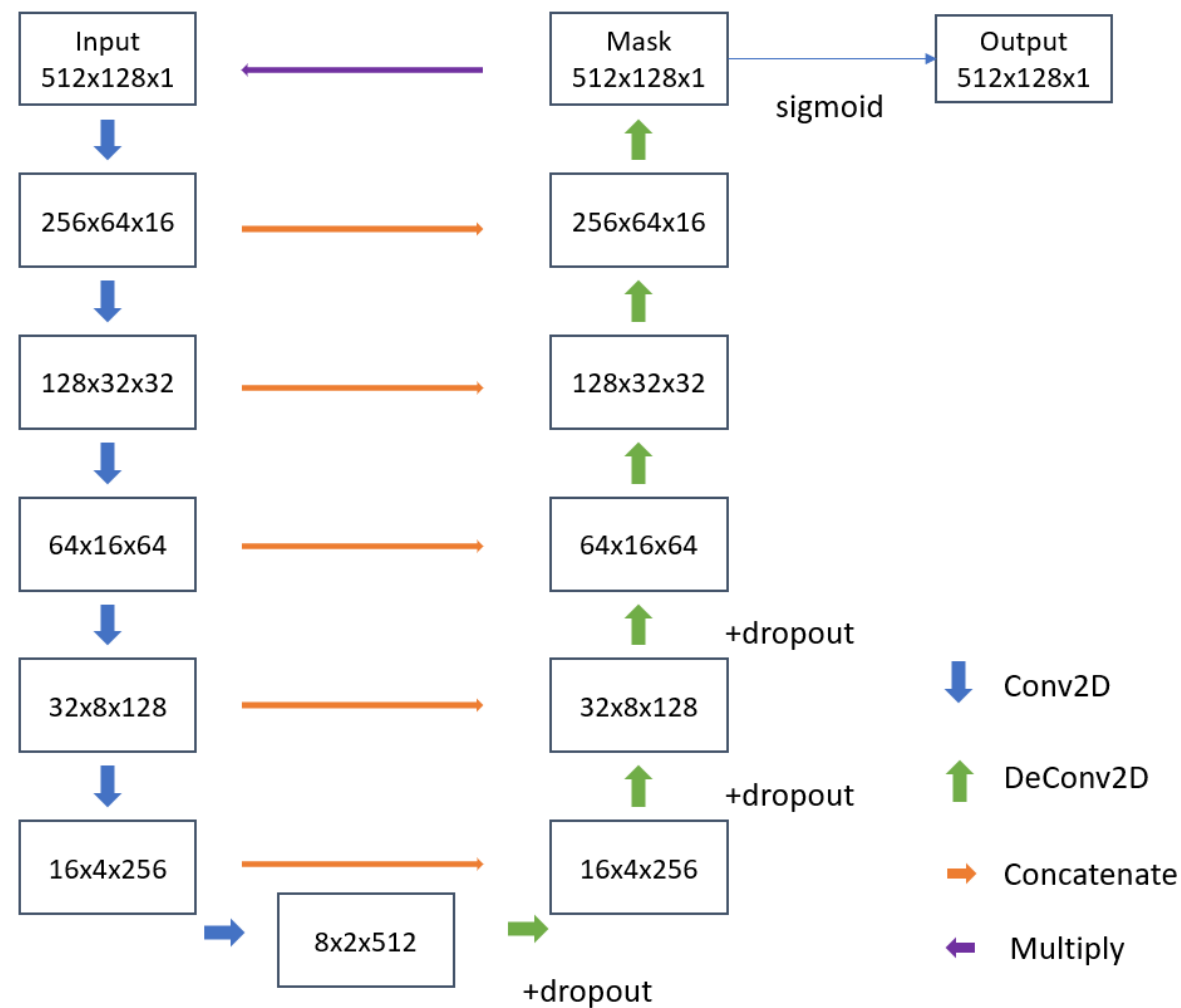 Input
512x128x1
Mask
512x128x1
Output
512x128x1
sigmoid
256x64x16
256x64x16
128x32x32
128x32x32
64x16x64
64x16x64
+dropout
32x8x128
32x8x128
+dropout
16x4x256
16x4x256
8x2x512
+dropout
Conv2D
DeConv2D
Concatenate
Multiply